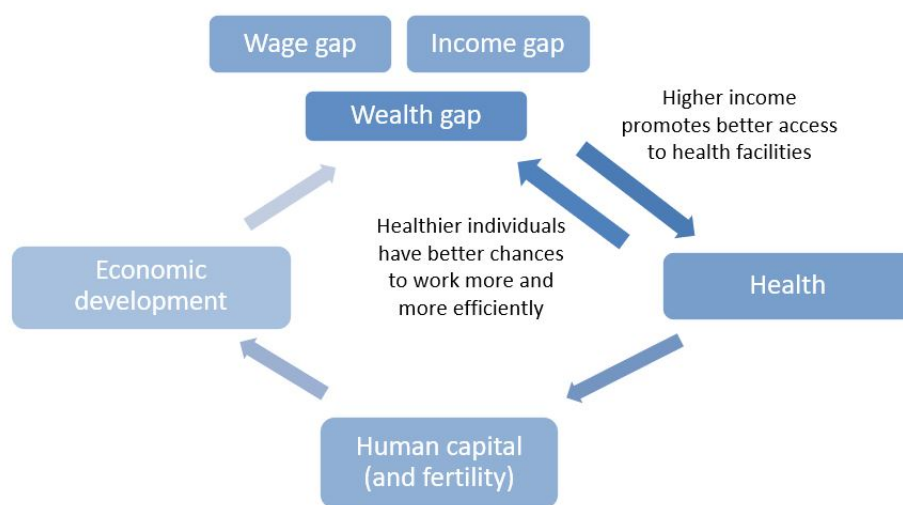 Wage gap
Income gap
Wealth gap
Higher income
promotes better access
to health facilities
Healthier individuals
have better chances
to work more and
more efficiently
Economic
development
Health
Human capital
(and fertility)